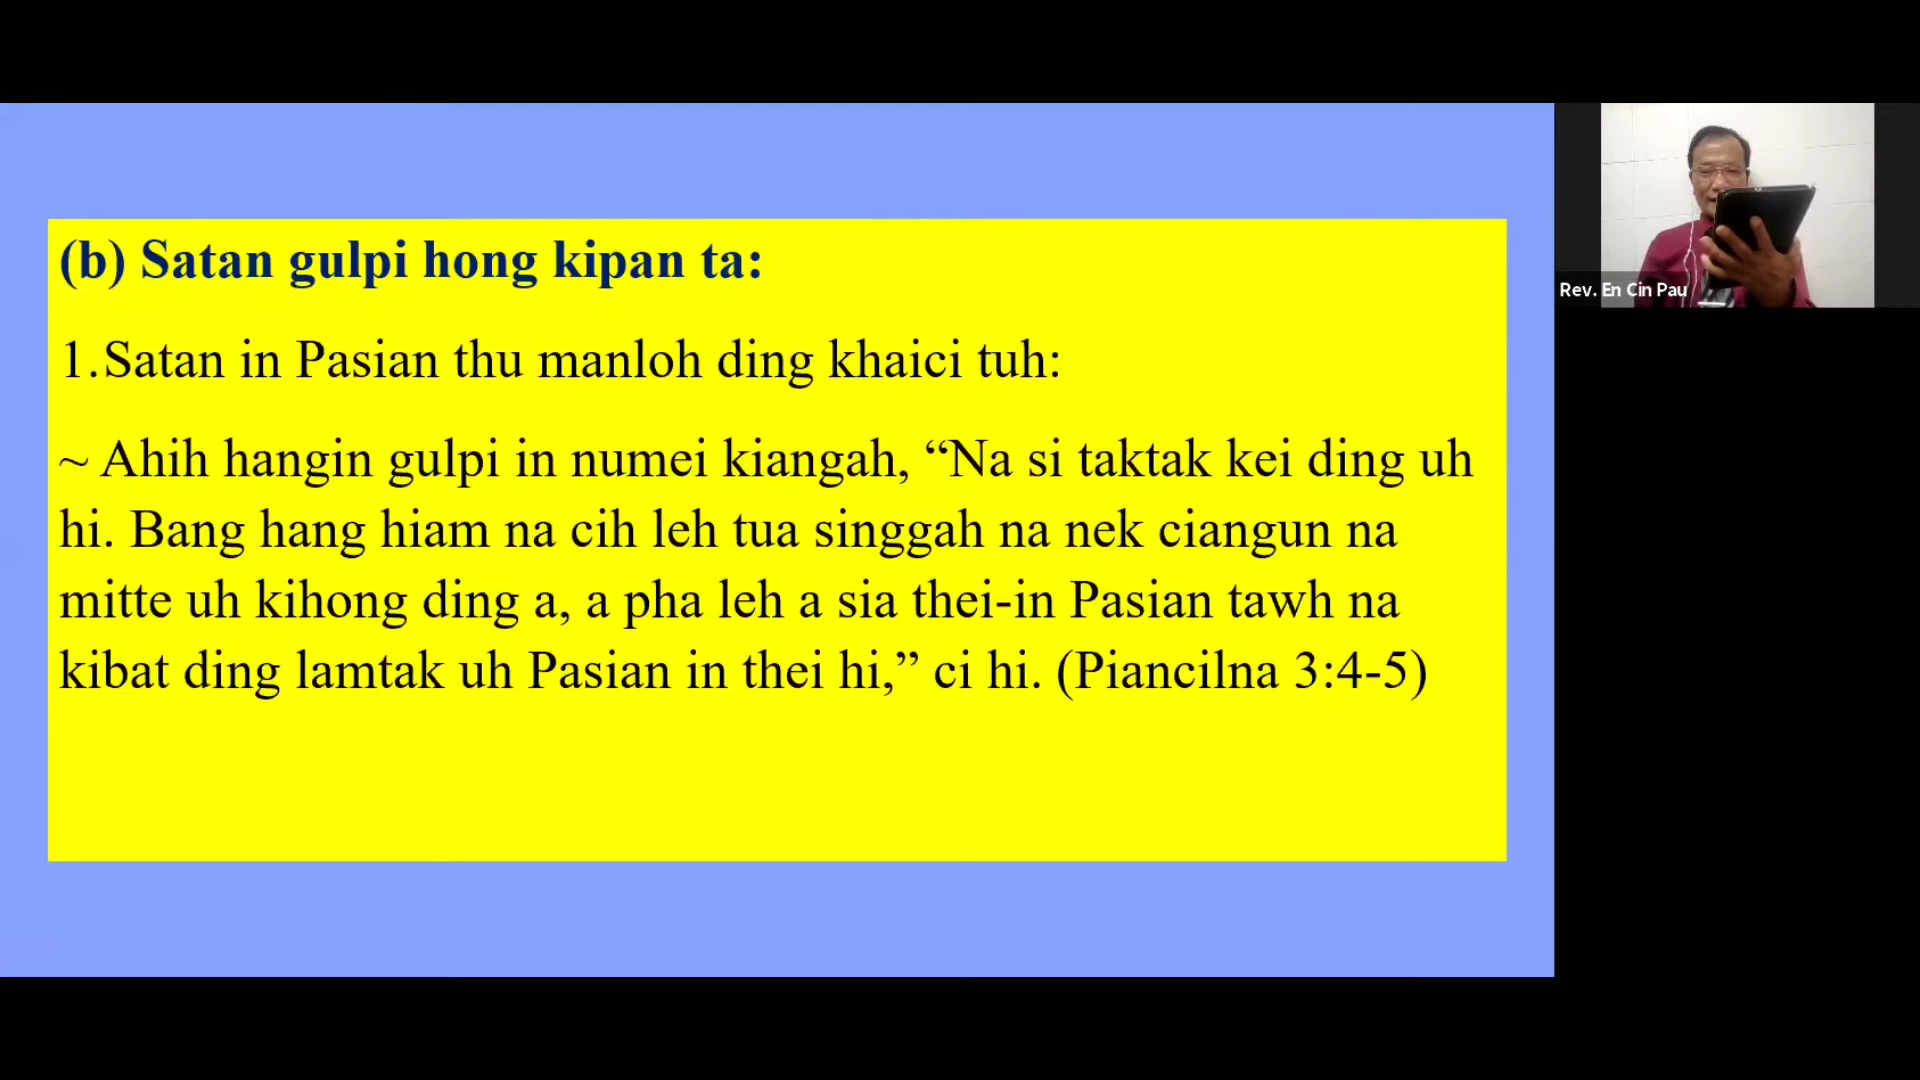 (b) Satan gulpi hong kipan ta:
1.Satan in Pasian thu manloh ding khaici tuh:
~ Ahih hangin gulpi in numei kiangah, “Na si taktak kei ding uh
hi. Bang hang hiam na cih leh tua singgah na nek ciangun na
mitte uh kihong ding a, a pha leh a sia thei-in Pasian tawh na
kibat ding lamtak uh Pasian in thei hi,” ci hi. (Piancilna 3:4-5)
Rev. En Cin Pau